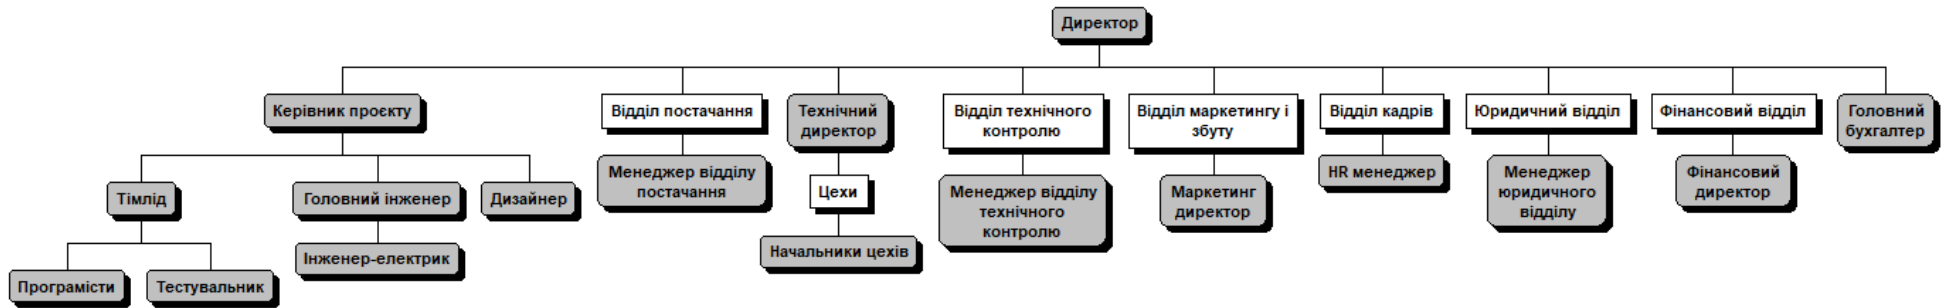 Директор
Керівник проєкту
Відділ постачання
Технічний
директор
Відділ технічного
контролю
Відділ маркетингу і
збуту
Відділ кадрів
Юридичний відділ
Фінансовий відділ
Головний
бухгалтер
Тімлід
Головний інженер
Дизайнер
Менеджер відділу
постачання
Цехи
Менеджер відділу
технічного
контролю
Маркетинг
директор
HR менеджер
Менеджер
юридичного
відділу
Фінансовий
директор
Програмісти
Тестувальник
Інженер-електрик
Начальники цехів